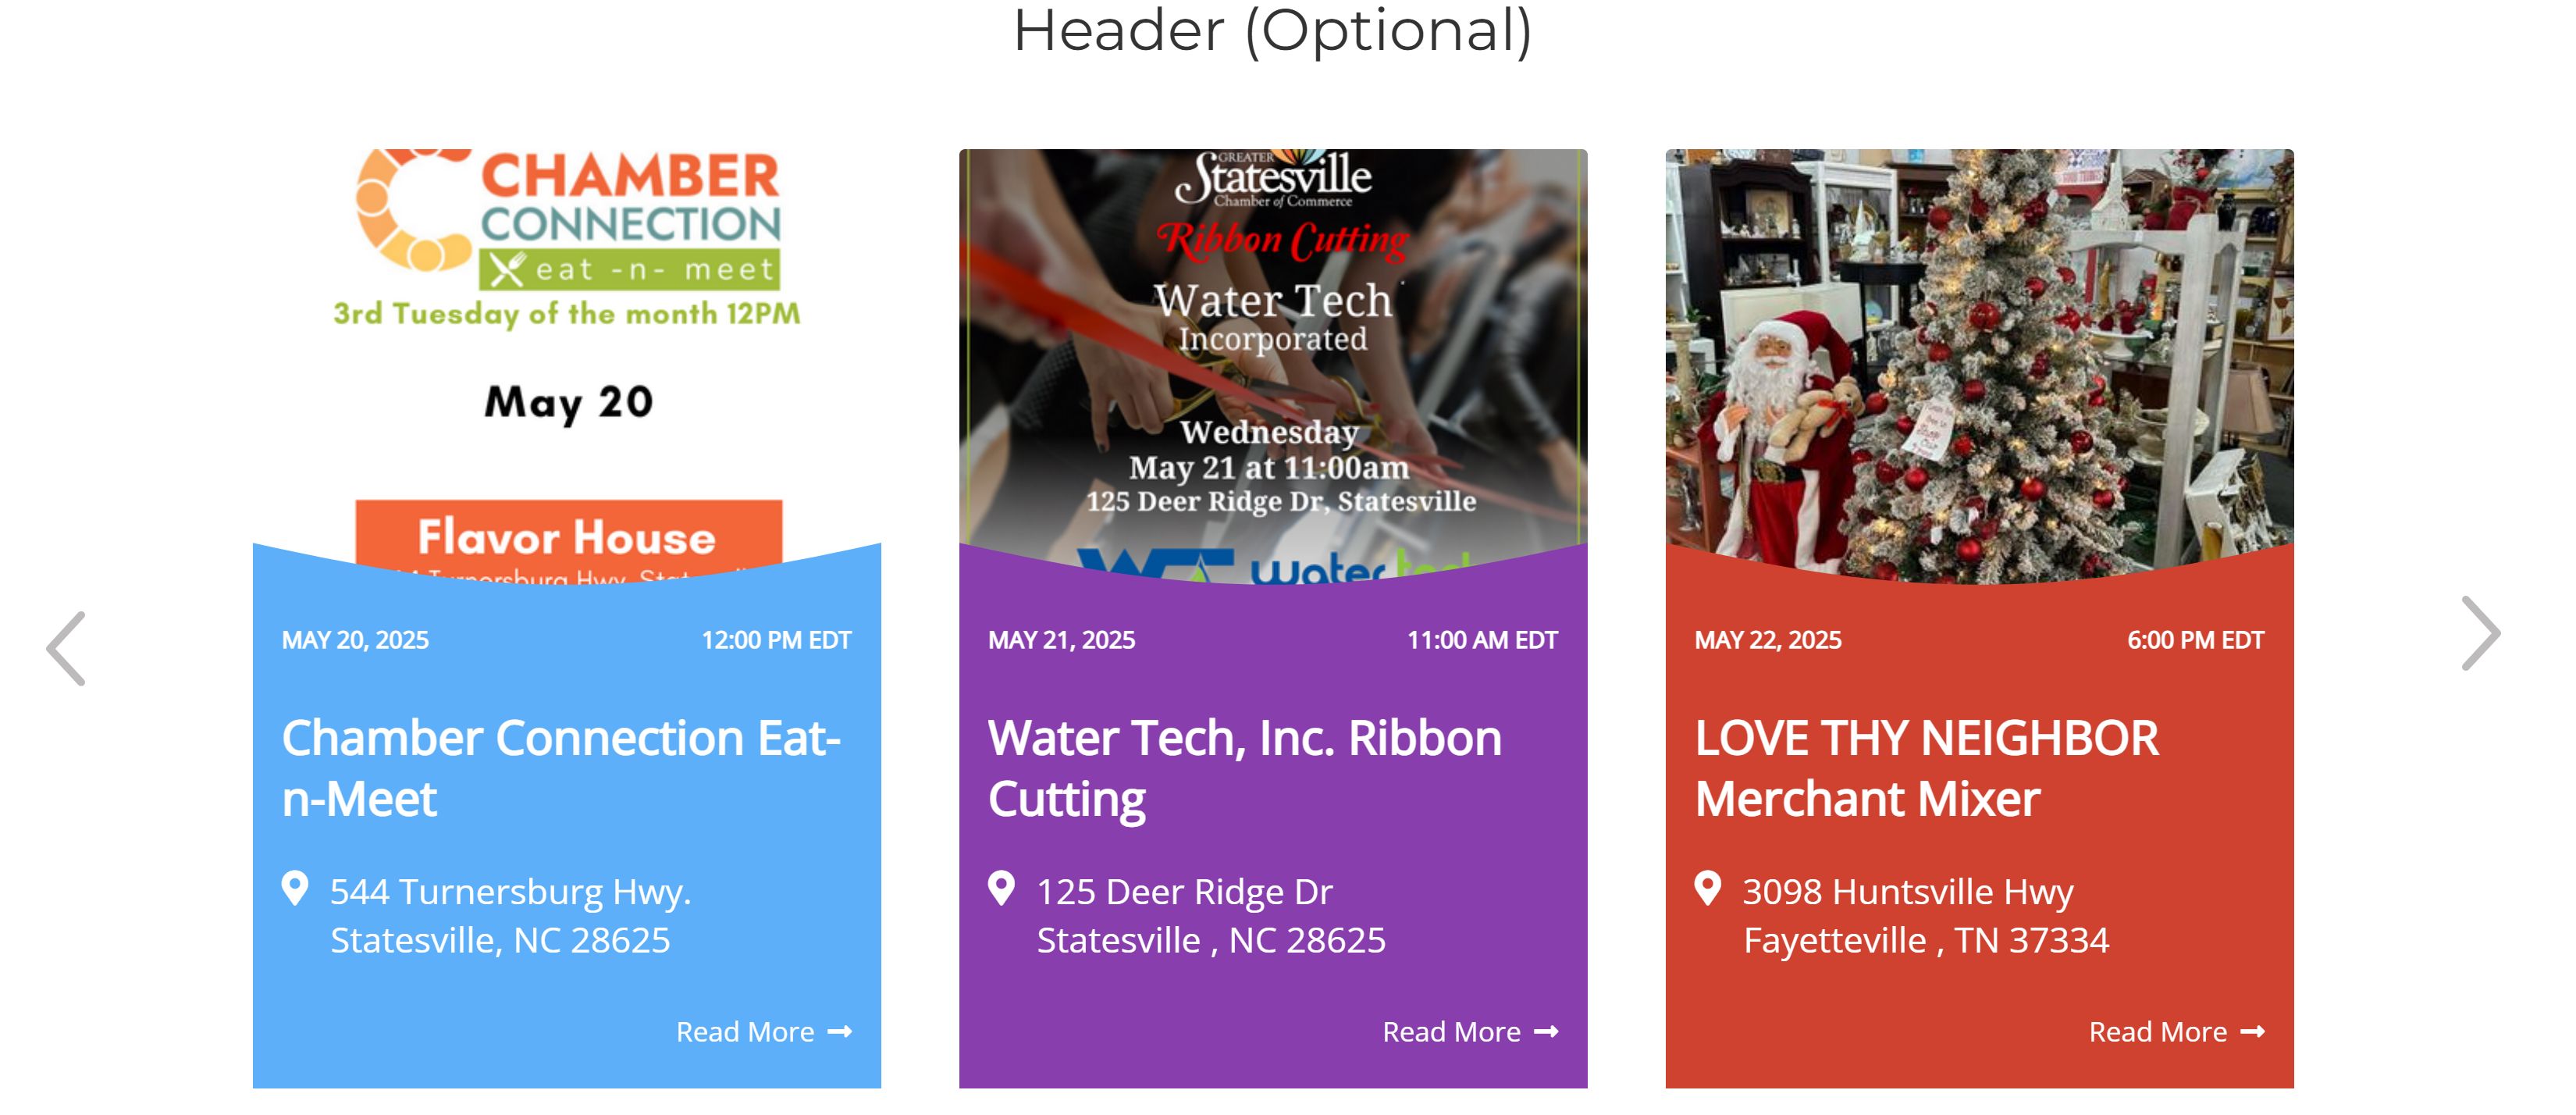 Header (Optional)
CHAMBER
CONNECTION
eat -n- meet
3rd Tuesday of the month 12PM
May 20
Flavor House
Turnersburg Hwy,
MAY 20, 2025
12:00 PM EDT
Chamber Connection Eat-
n-Meet
544 Turnersburg Hwy.
Statesville, NC 28625
Read More
GREATER
Statesville
Chamber of Commerce
Ribbon Cutting
Water Tech
Incorporated
Wednesday
May 21 at 11:00am
125 Deer Ridge Dr, Statesville
water
MAY 21, 2025
11:00 AM EDT
Water Tech, Inc. Ribbon
Cutting
125 Deer Ridge Dr
Statesville , NC 28625
Read More
MAY 22, 2025
6:00 PM EDT
LOVE THY NEIGHBOR
Merchant Mixer
3098 Huntsville Hwy
Fayetteville , TN 37334
Read More